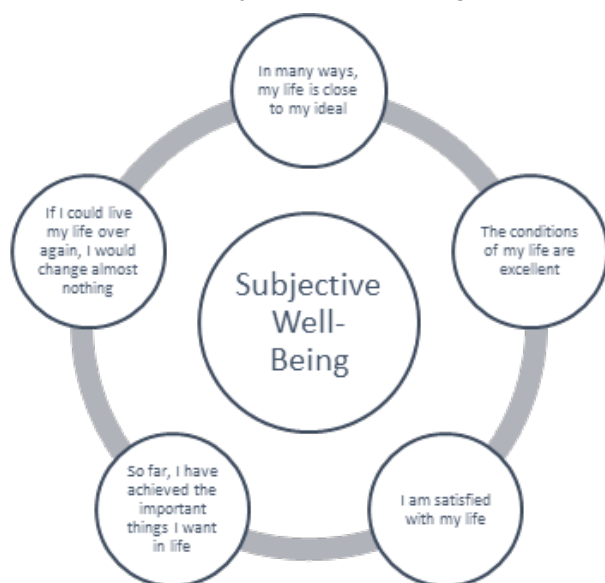 In many ways,
my life is close
to my ideal
The conditions
of my life are
excellent
I am satisfied
with my life
So far, I have
achieved the
important
things I want
in life
If I could live
my life over
again, I would
change almost
nothing
Subjective
Well-
Being